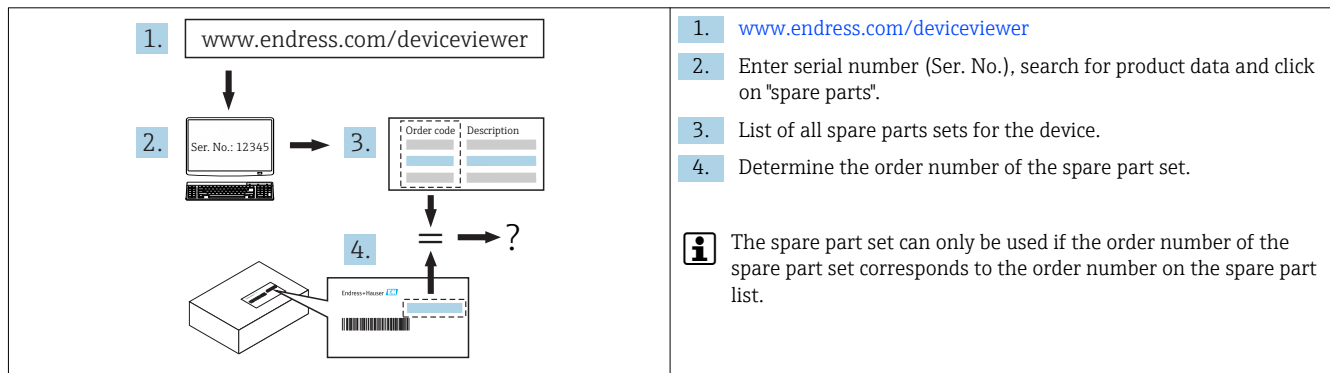 1. www.endress.com/deviceviewer
2. Ser. No.: 12345
3. Order code Description
= ?
4.
Endress+Hauser EH
1. www.endress.com/deviceviewer
2. Enter serial number (Ser. No.), search for product data and click
on "spare parts".
3. List of all spare parts sets for the device.
4. Determine the order number of the spare part set.
The spare part set can only be used if the order number of the
spare part set corresponds to the order number on the spare part
list.